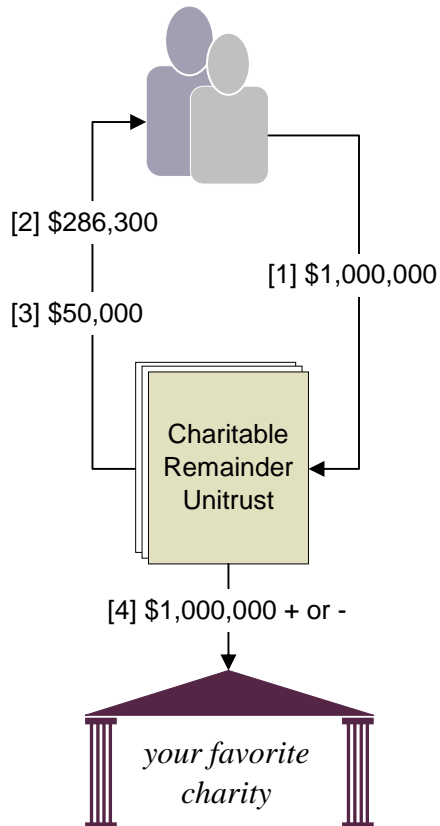 [2] $286,300
[1] $1,000,000
[3] $50,000
Charitable
Remainder
Unitrust
[4] $1,000,000 + or -
your favorite
charity